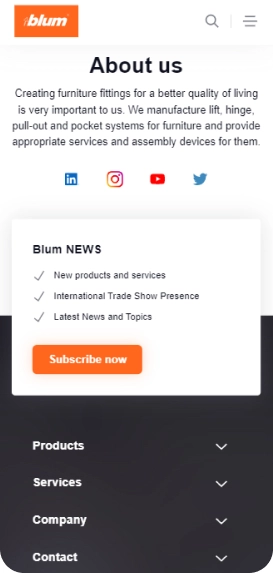 blum
About us
Creating furniture fittings for a better quality of living
is very important to us. We manufacture lift, hinge,
pull-out and pocket systems for furniture and provide
appropriate services and assembly devices for them.
in
Blum NEWS
New products and services
International Trade Show Presence
Latest News and Topics
Subscribe now
Products
Services
Company
Contact